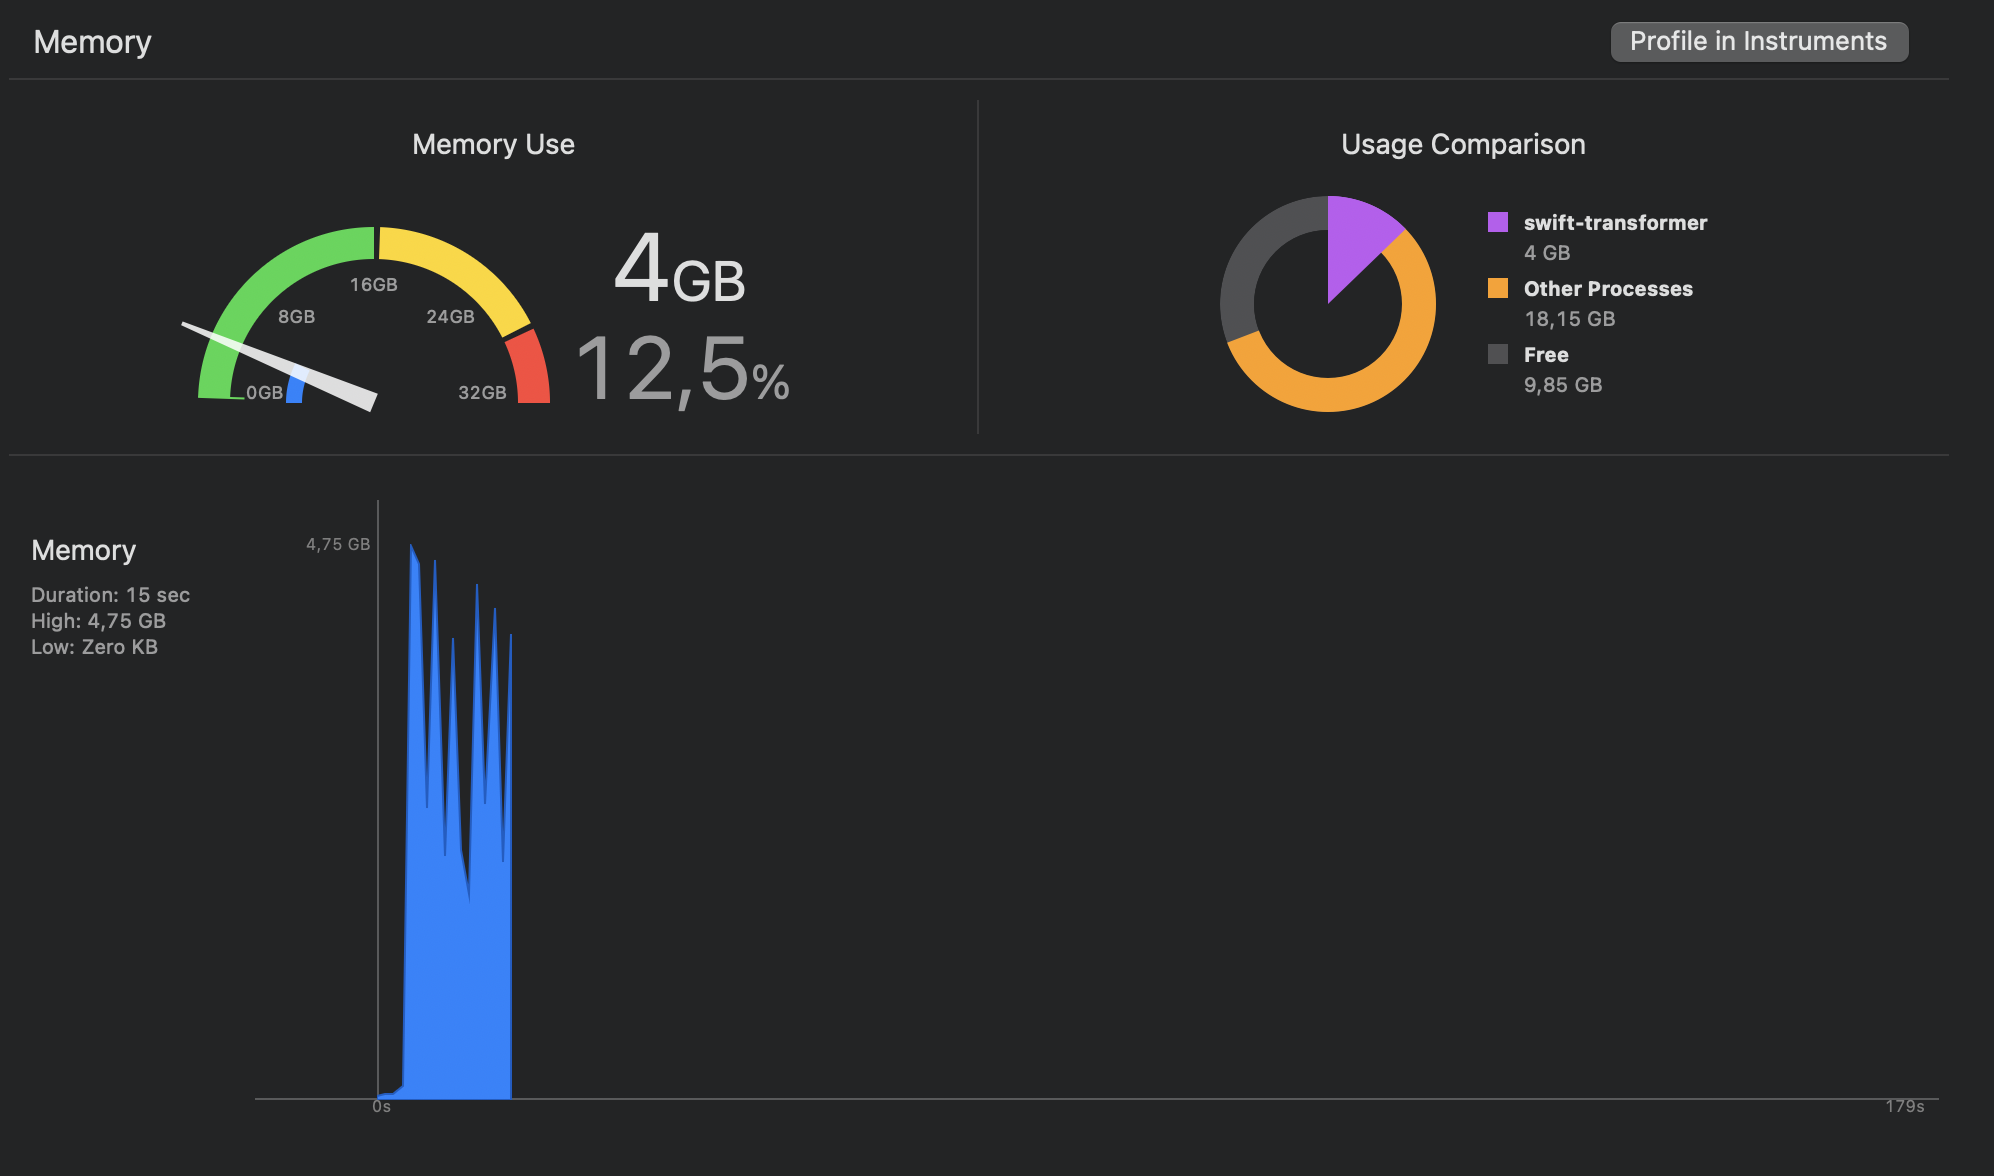 Memory
Profile in Instruments
Memory Use
Usage Comparison
0GB
8GB
16GB
24GB
32GB
4GB
12,5%
swift-transformer
4 GB
Other Processes
18,15 GB
Free
9,85 GB
Memory
Duration: 15 sec
High: 4,75 GB
Low: Zero KB
4,75 GB
0s
179s